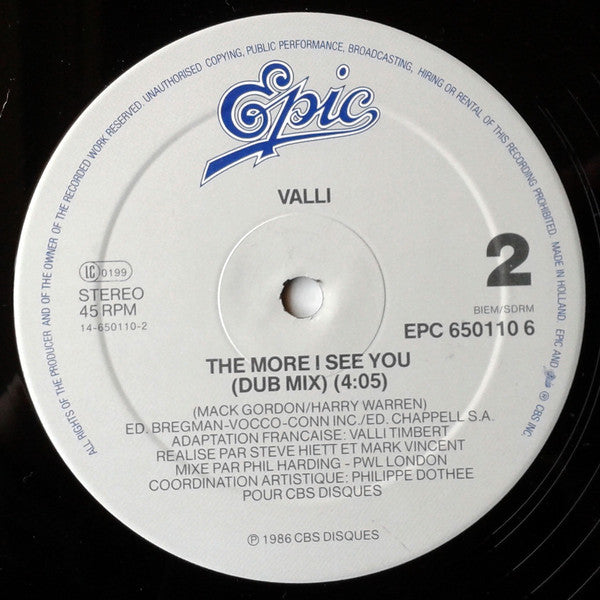 ALL RIGHTS OF THE PRODUCER AND OF THE OWNER OF THE RECORDED WORK RESERVED. UNAUTHORISED COPYING, PUBLIC PERFORMANCE, BROADCASTING, HIRING OR RENTAL OF THIS RECORDING PROHIBITED. MADE IN HOLLAND. EPIC AND ® CBS INC
Epic
VALLI
2
LC 0199
STEREO
45 RPM
14-650110-2
BIEM/SDRM
EPC 650110 6
THE MORE I SEE YOU
(DUB MIX) (4:05)
(MACK GORDON/HARRY WARREN)
ED. BREGMAN-VOCCO-CONN INC./ED. CHAPPELL S.A.
ADAPTATION FRANCAISE: VALLI TIMBERT
REALISE PAR STEVE HIETT ET MARK VINCENT
MIXE PAR PHIL HARDING - PWL LONDON
COORDINATION ARTISTIQUE: PHILIPPE DOTHEE
POUR CBS DISQUES
℗ 1986 CBS DISQUES